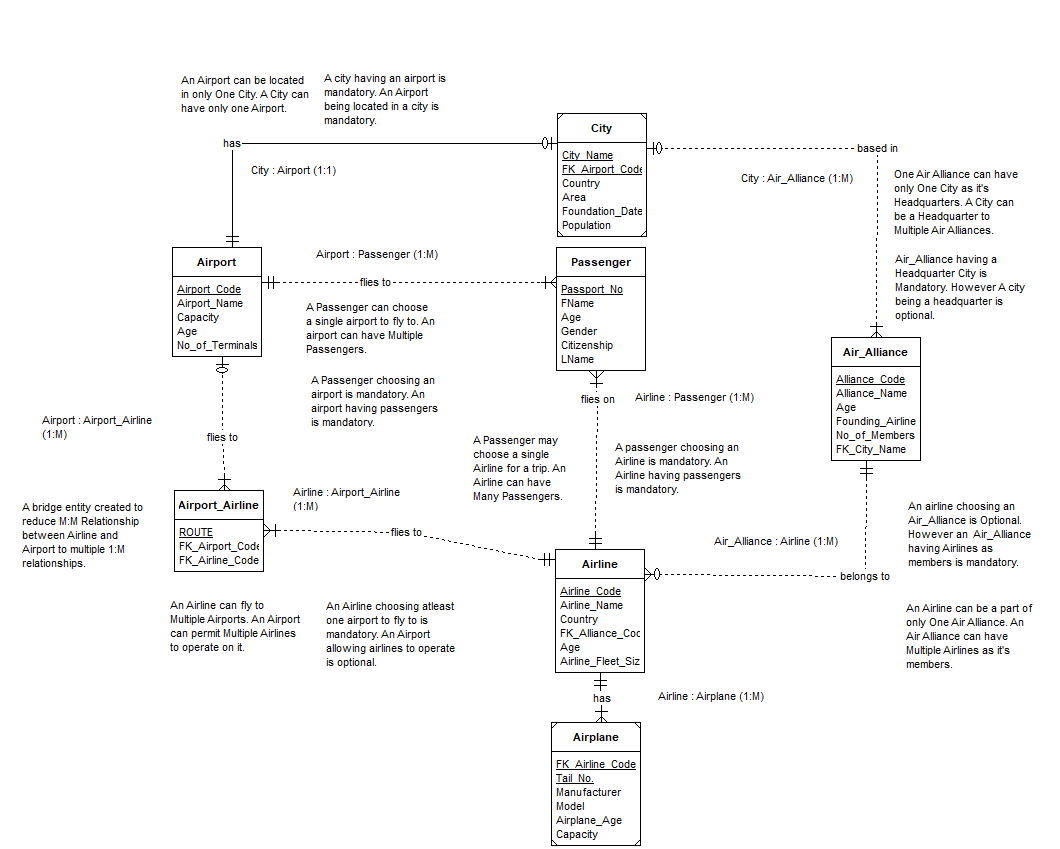 An Airport can be located
in only One City. A City can
have only one Airport.
A city having an airport is
mandatory. An Airport
being located in a city is
mandatory.
has
City : Airport (1:1)
City
City_Name
FK_Airport_Code
Country
Area
Foundation_Date
Population
based in
City : Air_Alliance (1:M)
One Air Alliance can have
only One City as it's
Headquarters. A City can
be a Headquarter to
Multiple Air Alliances.
Air_Alliance having a
Headquarter City is
Mandatory. However A city
being a headquarter is
optional.
Airport
Airport_Code
Airport_Name
Capacity
Age
No_of_Terminals
Airport : Passenger (1:M)
flies to
A Passenger can choose
a single airport to fly to. An
airport can have Multiple
Passengers.
A Passenger choosing an
airport is mandatory. An
airport having passengers
is mandatory.
Passenger
Passport_No
FName
Age
Gender
Citizenship
LName
Air_Alliance
Alliance_Code
Alliance_Name
Age
Founding_Airline
No_of_Members
FK_City_Name
flies on
Airline : Passenger (1:M)
Airport : Airport_Airline
(1:M)
flies to
A Passenger may
choose a single
Airline for a trip. An
Airline can have
Many Passengers.
A passenger choosing an
Airline is mandatory. An
Airline having passengers
is mandatory.
A bridge entity created to
reduce M:M Relationship
between Airline and
Airport to multiple 1:M
relationships.
Airport_Airline
ROUTE
FK_Airport_Code
FK_Airline_Code
Airline : Airport_Airline
(1:M)
flies to
An airline choosing an
Air_Alliance is Optional.
However an  Air_Alliance
having Airlines as
members is mandatory.
Air_Alliance : Airline (1:M)
belongs to
Airline
Airline_Code
Airline_Name
Country
FK_Alliance_Coc
Age
Airline_Fleet_Siz
An Airline can fly to
Multiple Airports. An Airport
can permit Multiple Airlines
to operate on it.
An Airline choosing atleast
one airport to fly to is
mandatory. An Airport
allowing airlines to operate
is optional.
An Airline can be a part of
only One Air Alliance. An
Air Alliance can have
Multiple Airlines as it's
members.
has
Airline : Airplane (1:M)
Airplane
FK_Airline_Code
Tail_No.
Manufacturer
Model
Airplane_Age
Capacity